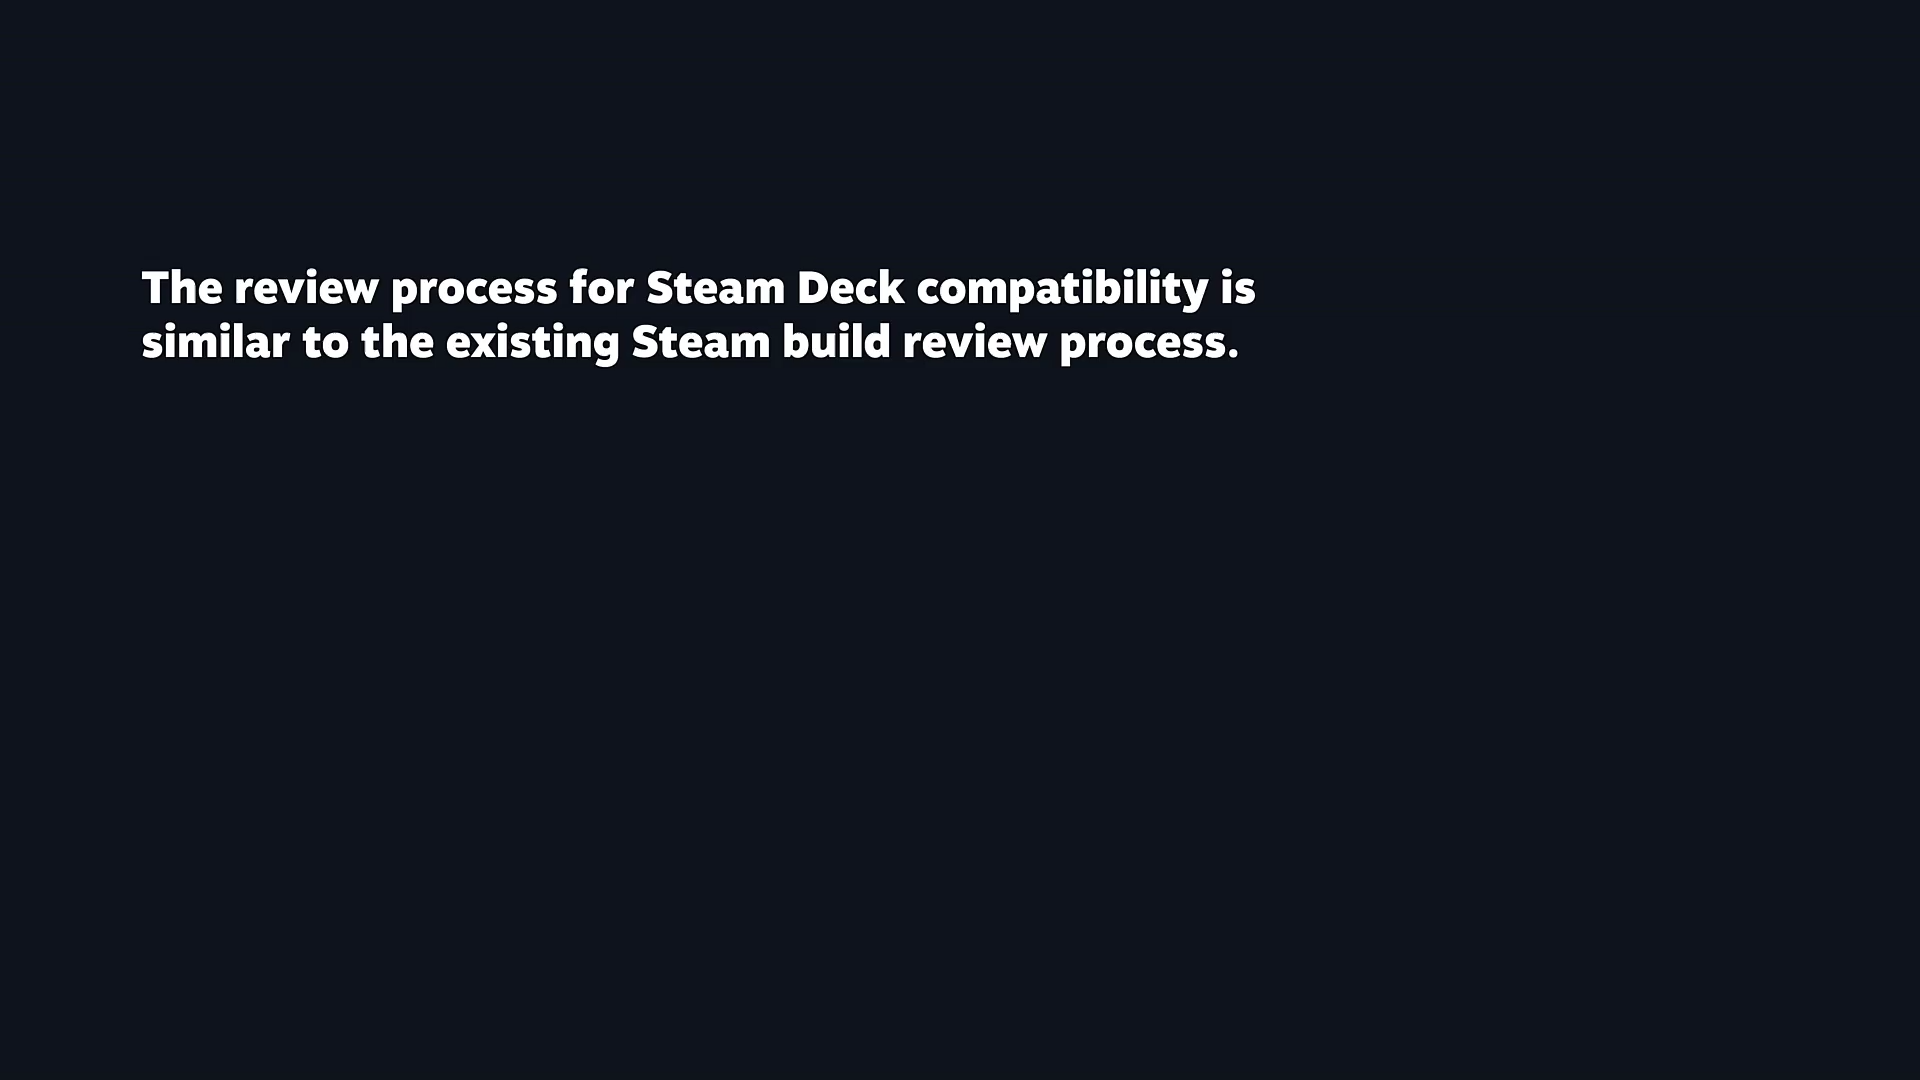 The review process for Steam Deck compatibility is
similar to the existing Steam build review process.